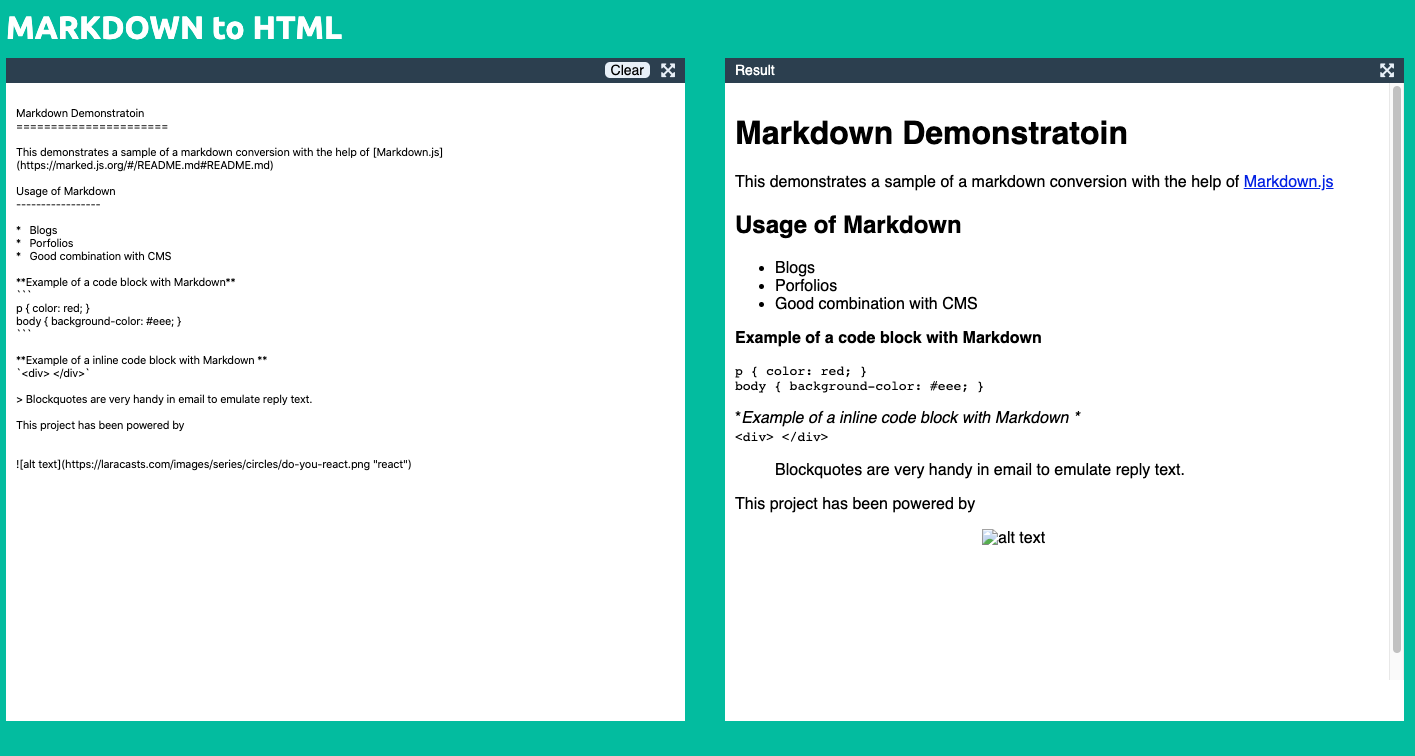 MARKDOWN to HTML
Clear
Markdown Demonstratoin
======================
This demonstrates a sample of a markdown conversion with the help of [Markdown.js]
(https://marked.js.org/#/README.md#README.md)
Usage of Markdown
-----------------
* Blogs
* Porfolios
* Good combination with CMS
**Example of a code block with Markdown**
```
p { color: red; }
body { background-color: #eee; }
```
**Example of a inline code block with Markdown **
`<div> </div>`
> Blockquotes are very handy in email to emulate reply text.
This project has been powered by
![alt text](https://laracasts.com/images/series/circles/do-you-react.png "react")
Result
Markdown Demonstratoin
This demonstrates a sample of a markdown conversion with the help of Markdown.js
Usage of Markdown
• Blogs
• Porfolios
• Good combination with CMS
Example of a code block with Markdown
p { color: red; }
body { background-color: #eee; }
*Example of a inline code block with Markdown *
<div> </div>
Blockquotes are very handy in email to emulate reply text.
This project has been powered by
alt text